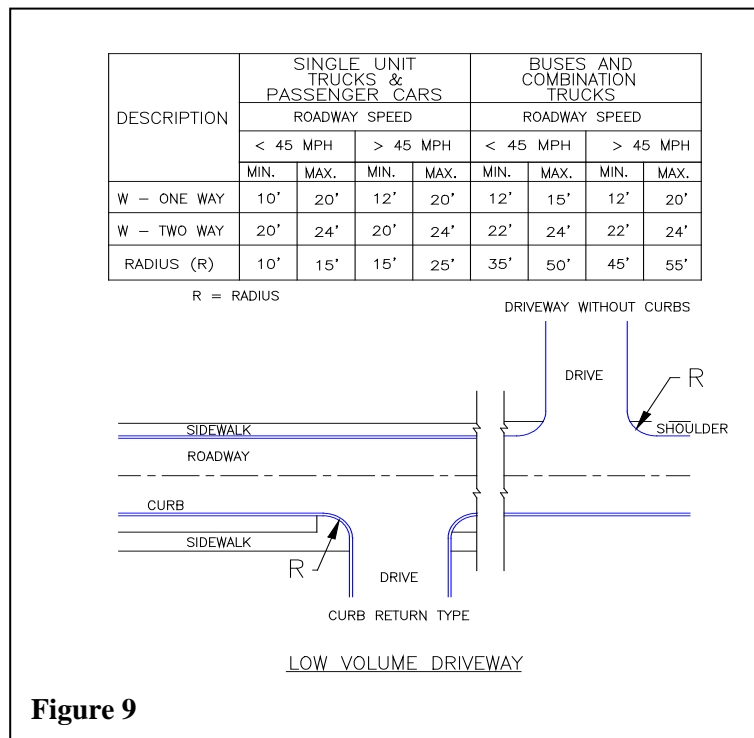 DESCRIPTION
SINGLE UNIT
TRUCKS &
PASSENGER CARS
BUSES AND
COMBINATION
TRUCKS
ROADWAY SPEED ROADWAY SPEED
< 45 MPH > 45 MPH < 45 MPH > 45 MPH
MIN. MAX. MIN. MAX. MIN. MAX. MIN. MAX.
W – ONE WAY 10' 20' 12' 20' 12' 15' 12' 20'
W – TWO WAY 20' 24' 20' 24' 22' 24' 22' 24'
RADIUS (R) 10' 15' 15' 25' 35' 50' 45' 55'
R = RADIUS
DRIVEWAY WITHOUT CURBS
DRIVE
R
SIDEWALK
SHOULDER
ROADWAY
CURB
SIDEWALK
R
DRIVE
CURB RETURN TYPE
LOW VOLUME DRIVEWAY
Figure 9